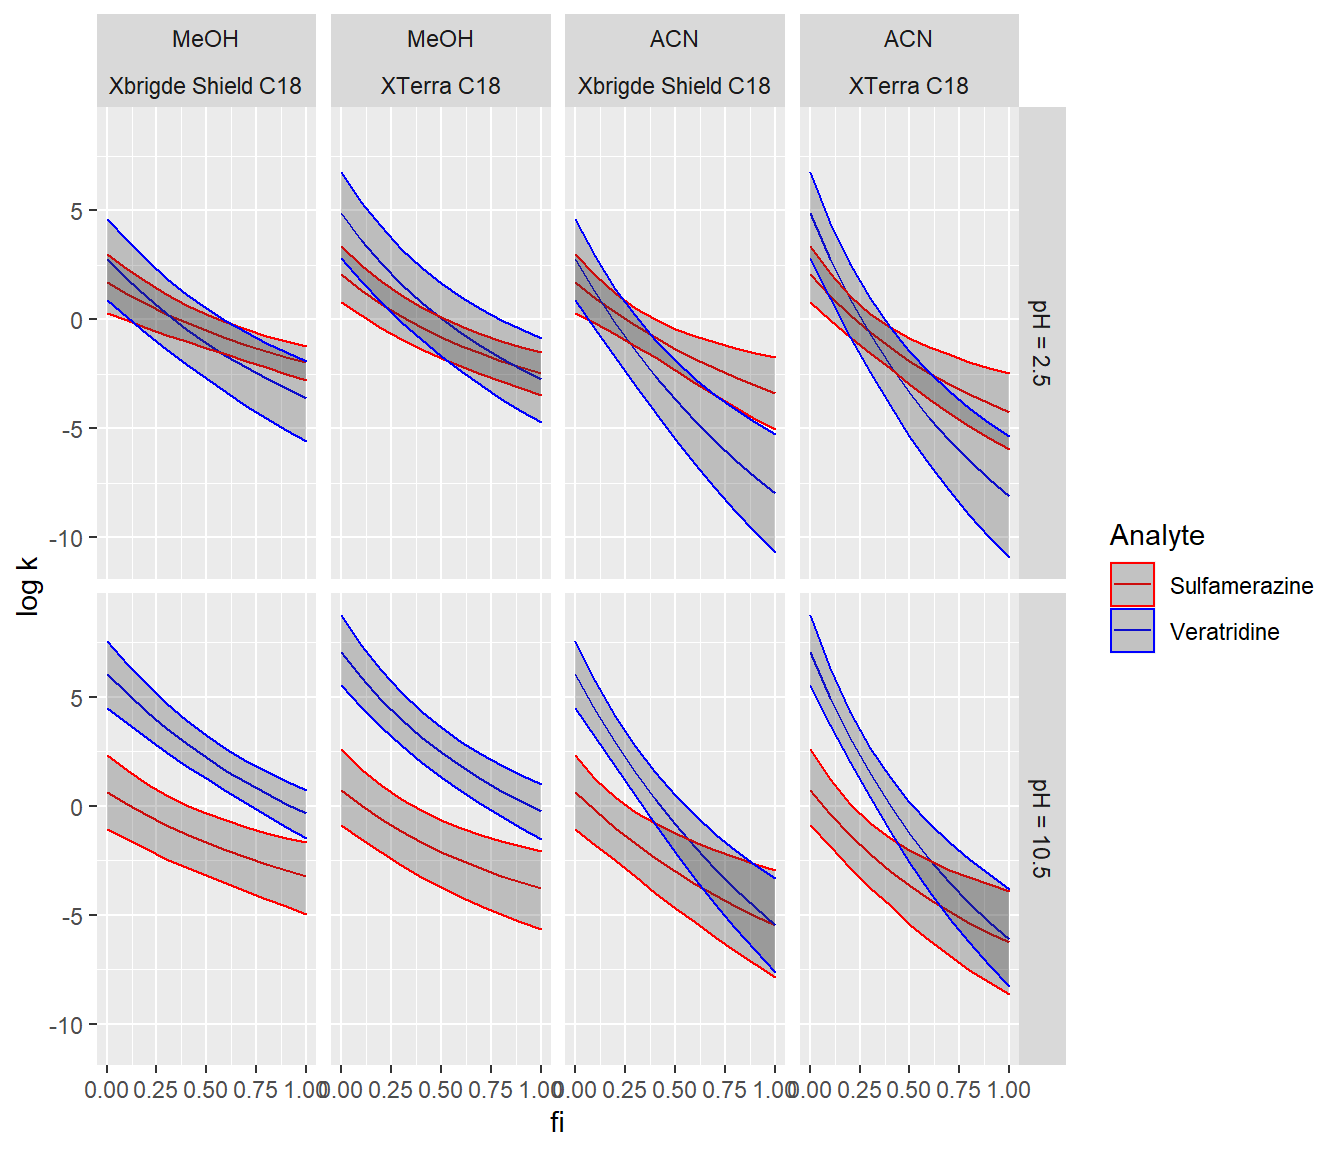 MeOH MeOH ACN ACN
Xbrigde Shield C18 XTerra C18 Xbrigde Shield C18 XTerra C18
5
0
-5
-10
pH = 2.5
log k
5
0
-5
-10
pH = 10.5
0.00 0.25 0.50 0.75 1.00 0.00 0.25 0.50 0.75 1.00 0.00 0.25 0.50 0.75 1.00 0.00 0.25 0.50 0.75 1.00
fi
Analyte
Sulfamerazine
Veratridine